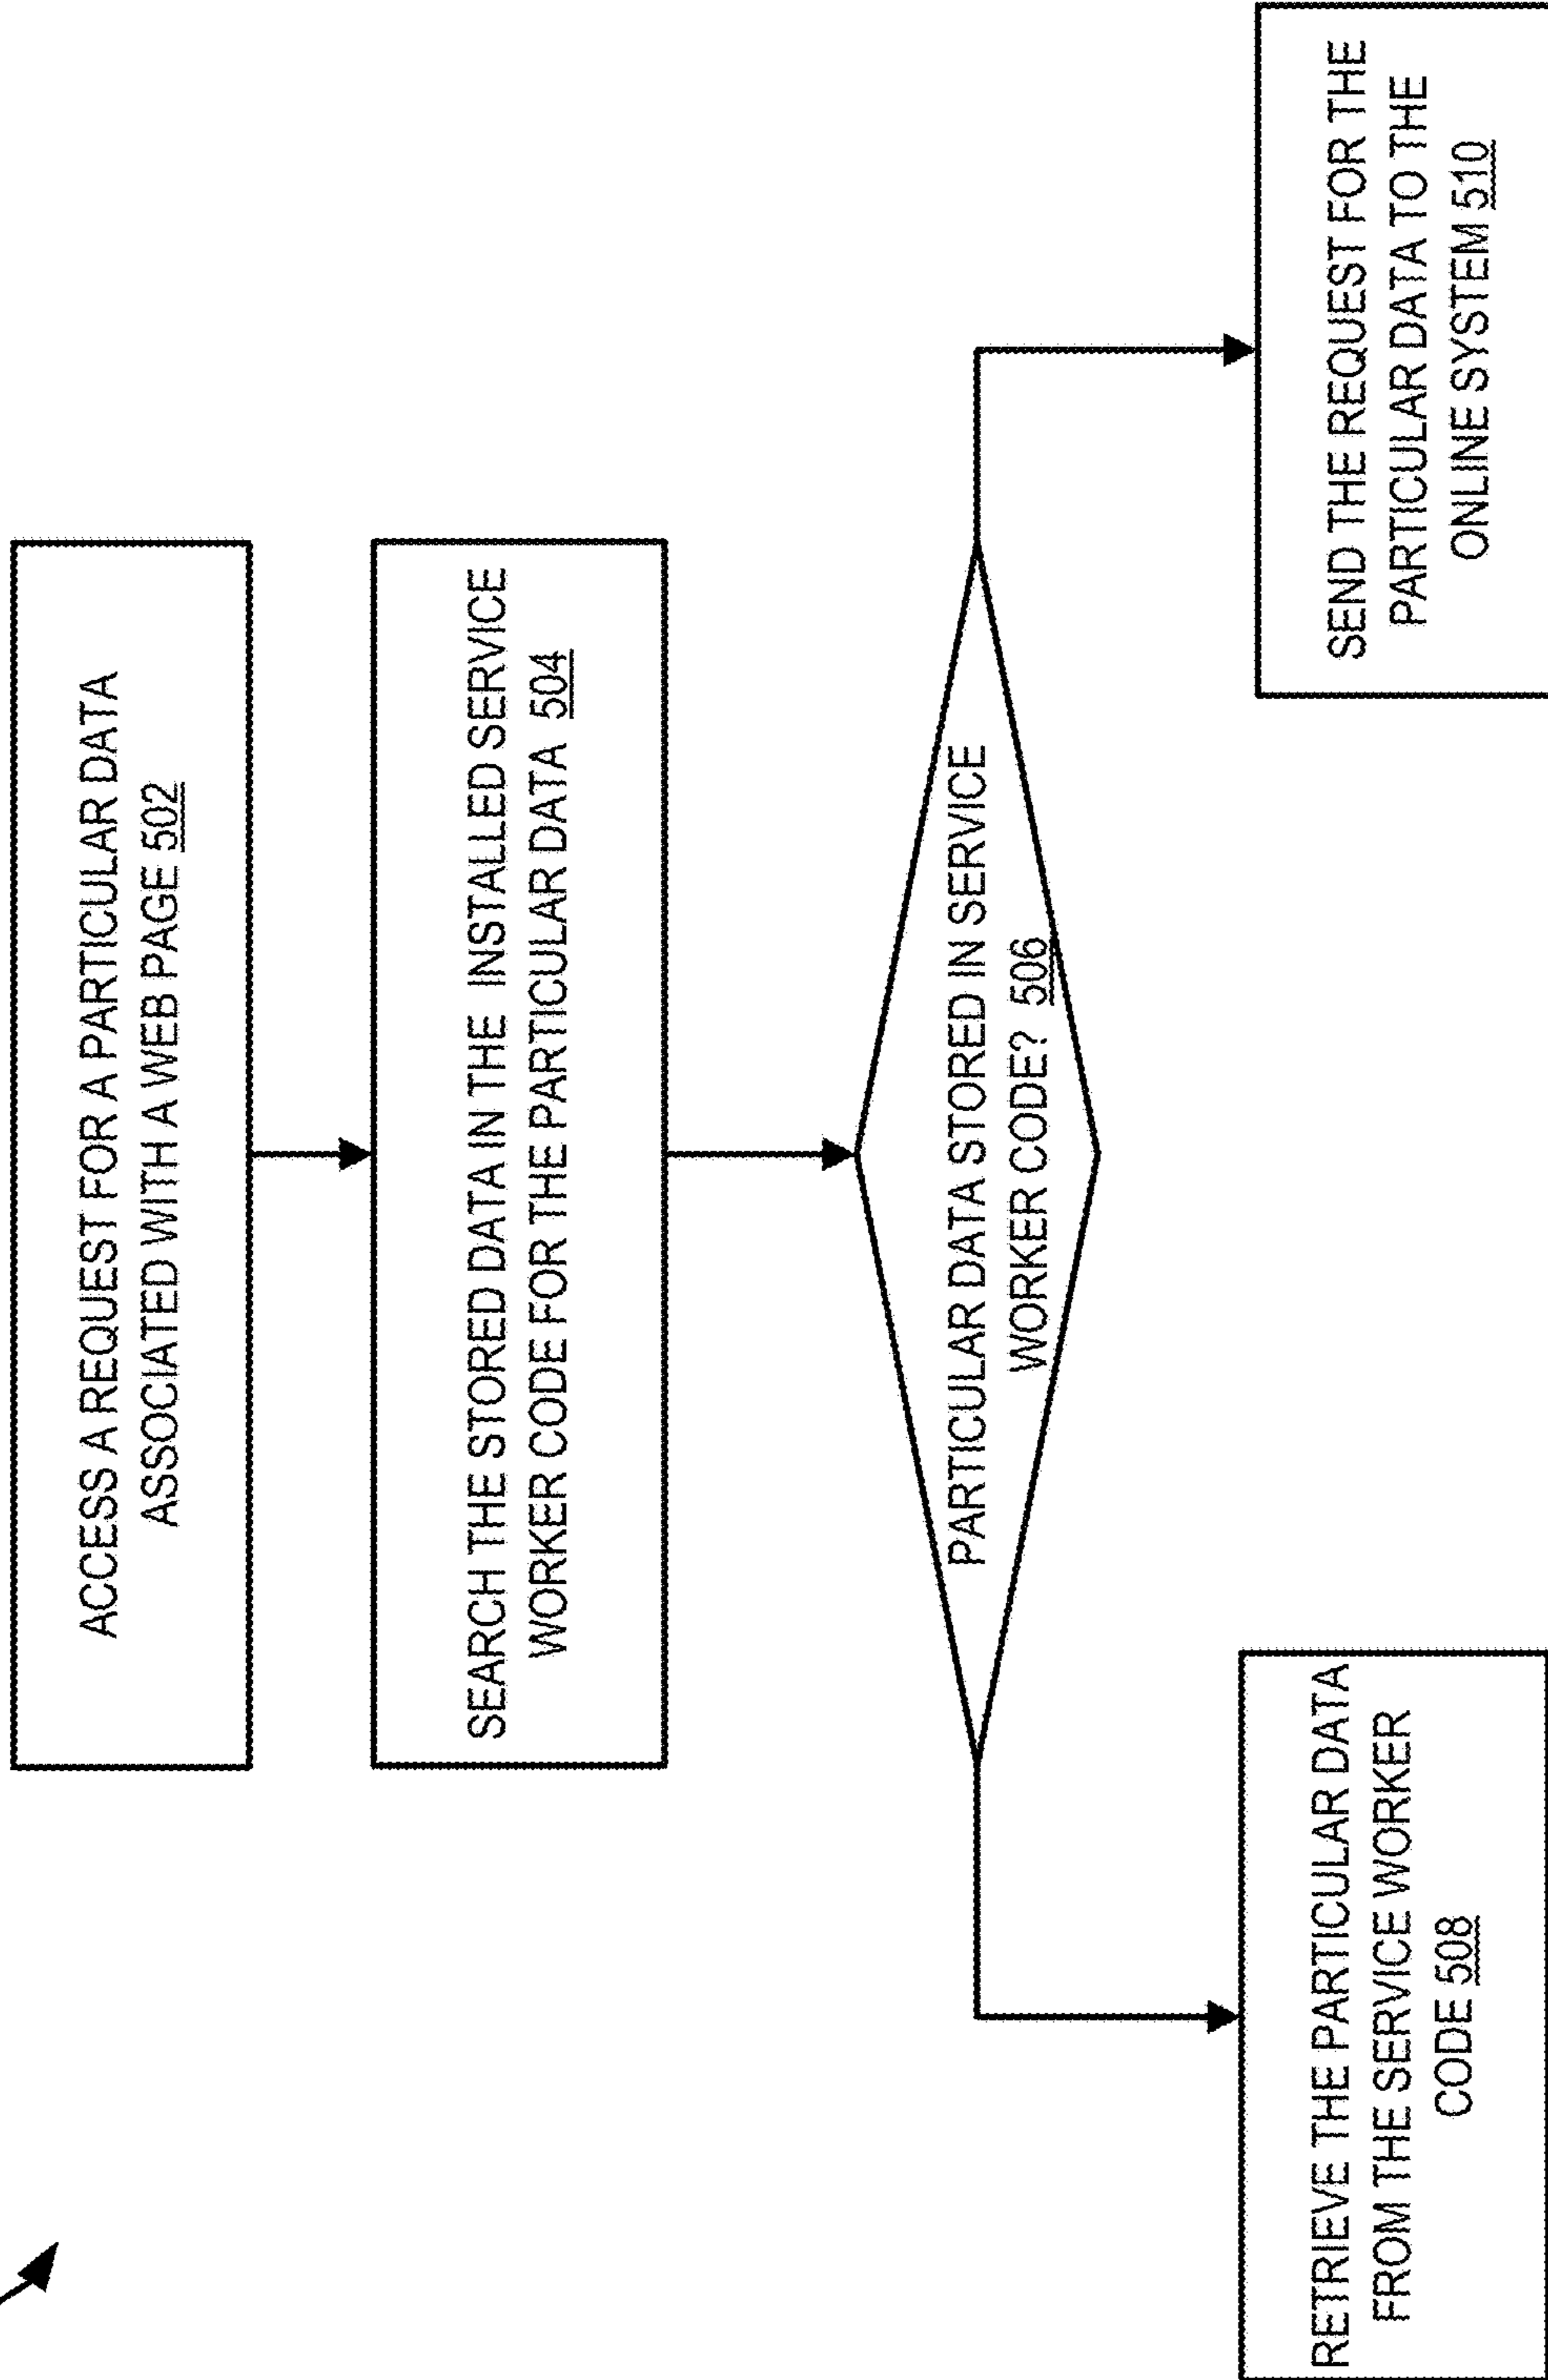 ACCESS A REQUEST FOR A PARTICULAR DATA
ASSOCIATED WITH A WEB PAGE 502
SEARCH THE STORED DATA IN THE INSTALLED SERVICE
WORKER CODE FOR THE PARTICULAR DATA 504
PARTICULAR DATA STORED IN SERVICE
WORKER CODE? 506
RETRIEVE THE PARTICULAR DATA
FROM THE SERVICE WORKER
CODE 508
SEND THE REQUEST FOR THE
PARTICULAR DATA TO THE
ONLINE SYSTEM 510